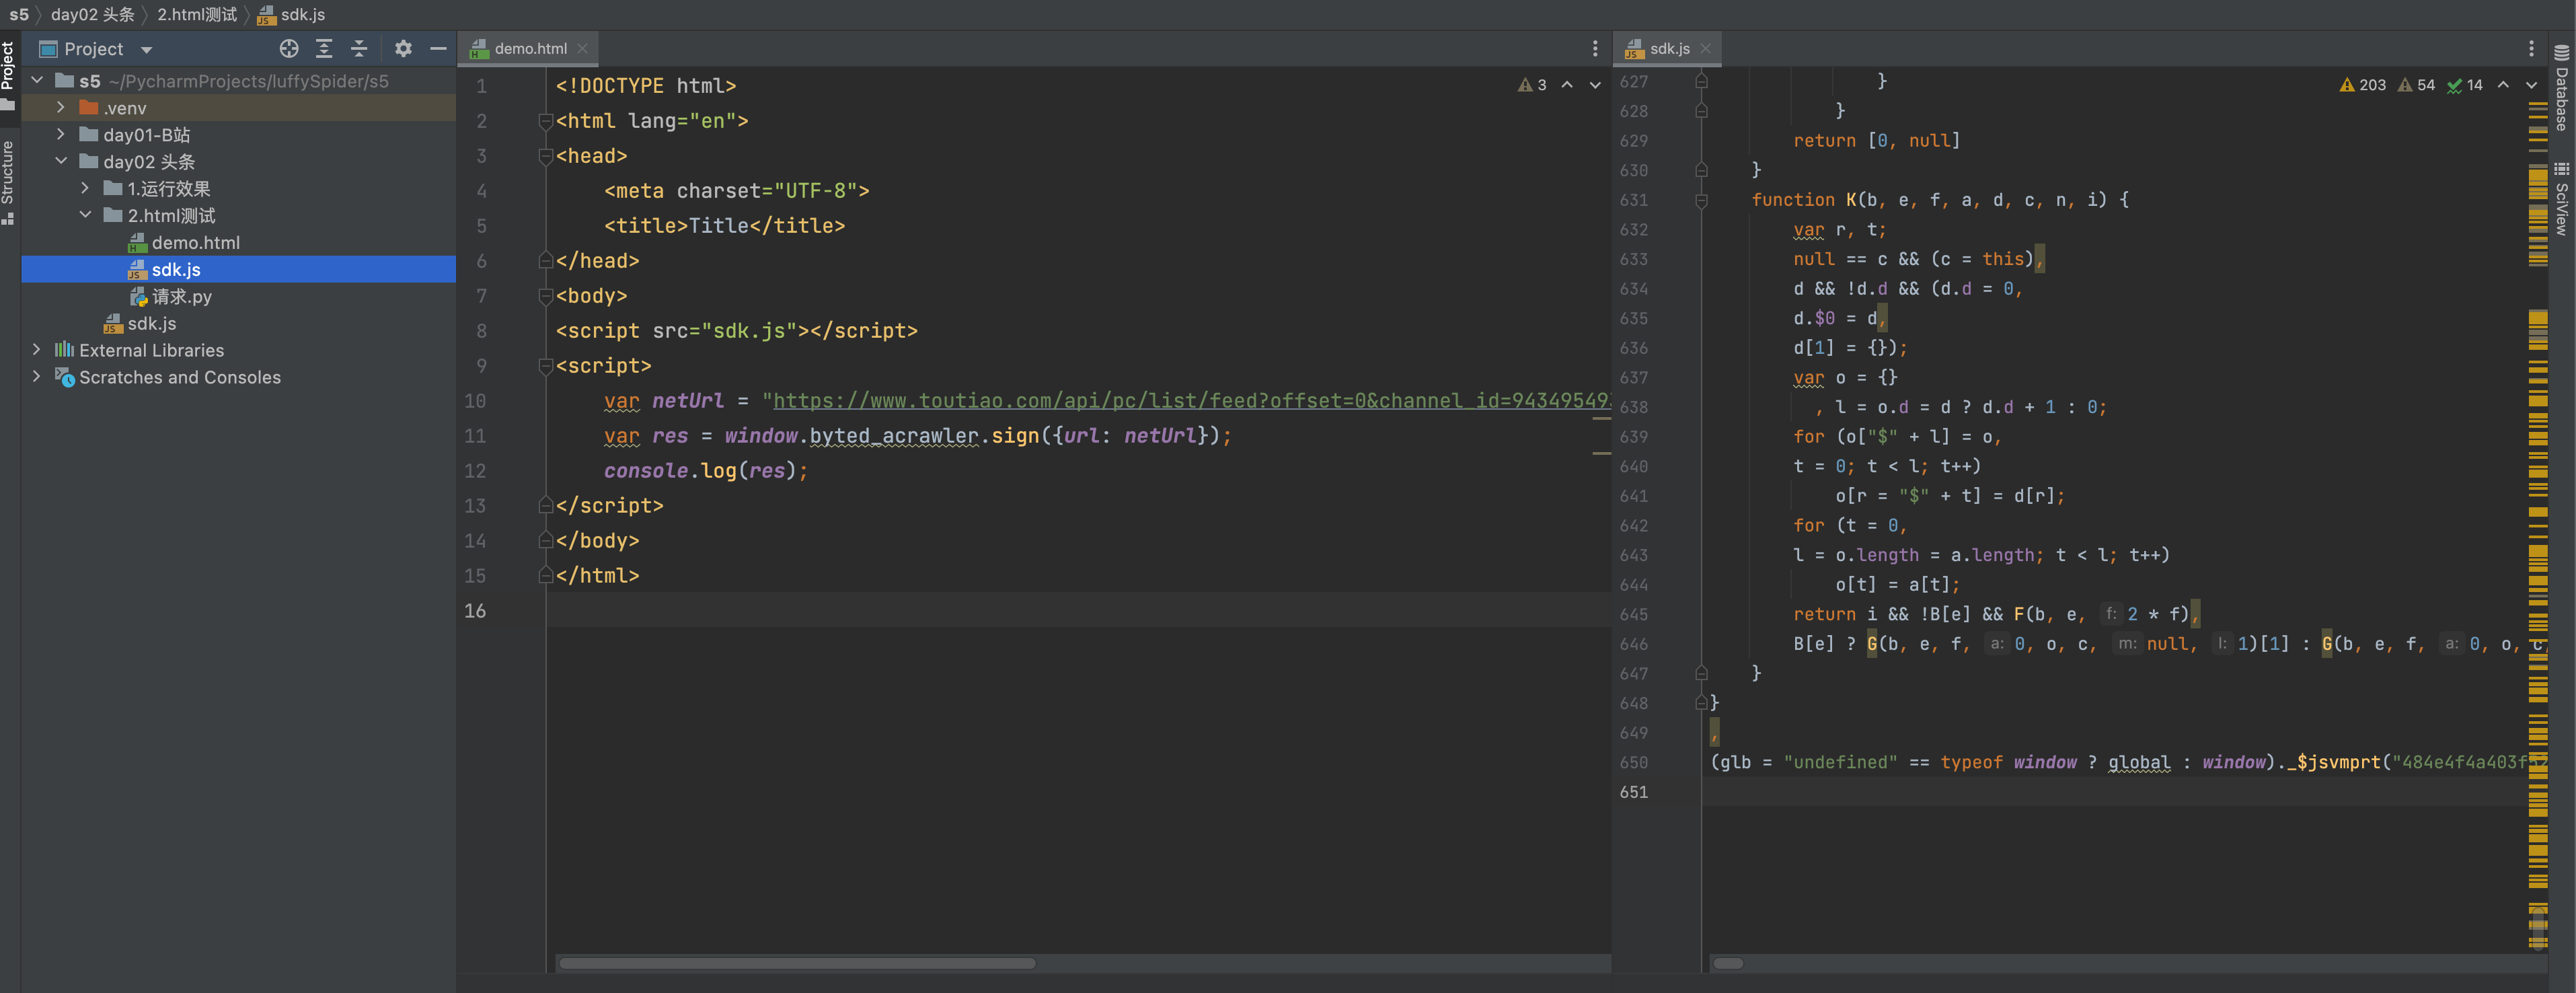 s5 day02 头条 2.html测试 sdk.js
Project
Project
s5 ~/PycharmProjects/luffySpider/s5
.venv
day01-B站
day02 头条
1.运行效果
2.html测试
demo.html
sdk.js
请求.py
sdk.js
External Libraries
Scratches and Consoles
Structure
demo.html
3
1 <!DOCTYPE html>
2 <html lang="en">
3 <head>
4 <meta charset="UTF-8">
5 <title>Title</title>
6 </head>
7 <body>
8 <script src="sdk.js"></script>
9 <script>
10 var netUrl = "https://www.toutiao.com/api/pc/list/feed?offset=0&channel_id=94349549
11 var res = window.byted_acrawler.sign({url: netUrl});
12 console.log(res);
13 </script>
14 </body>
15 </html>
16
sdk.js
203 54 14
627 }
628 }
629 return [0, null]
630 }
631 function K(b, e, f, a, d, c, n, i) {
632 var r, t;
633 null == c && (c = this),
634 d && !d.d && (d.d = 0,
635 d.$0 = d,
636 d[1] = {});
637 var o = {}
638 , l = o.d = d ? d.d + 1 : 0;
639 for (o["$" + l] = o,
640 t = 0; t < l; t++)
641 o[r = "$" + t] = d[r];
642 for (t = 0,
643 l = o.length = a.length; t < l; t++)
644 o[t] = a[t];
645 return i && !B[e] && F(b, e, f: 2 * f),
646 B[e] ? G(b, e, f, a: 0, o, c, m: null, l: 1)[1] : G(b, e, f, a: 0, o, c,
647 }
648 }
649 ,
650 (glb = "undefined" == typeof window ? global : window)._$jsvmprt("484e4f4a403f52
651
Database
SciView